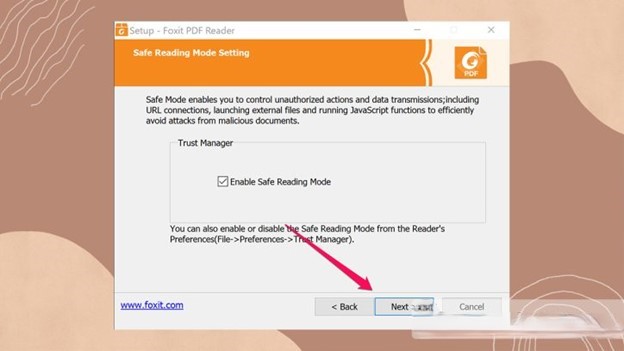 Setup - Foxit PDF Reader
Safe Reading Mode Setting
PDF
Safe Mode enables you to control unauthorized actions and data transmissions;including
URL connections, launching external files and running JavaScript functions to efficiently
avoid attacks from malicious documents.
Trust Manager
Enable Safe Reading Mode
You can also enable or disable the Safe Reading Mode from the Reader's
Preferences(File->Preferences->Trust Manager).
www.foxit.com
< Back
Next
Cancel